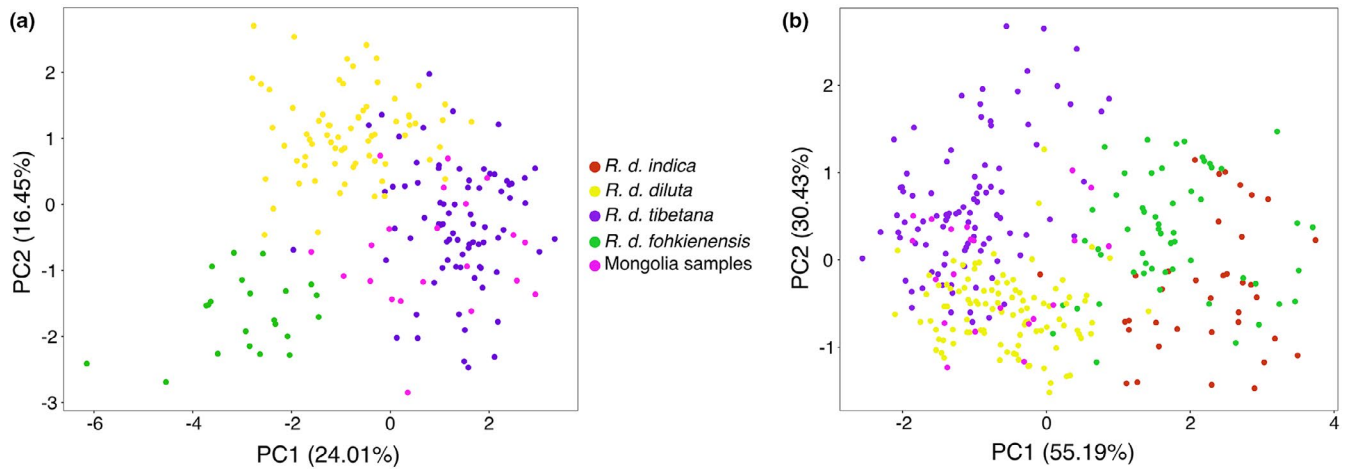 (a)
2
1
0
-1
-2
-3
PC2 (16.45%)
-6
-4
-2
0
2
PC1 (24.01%)
R. d. indica
R. d. diluta
R. d. tibetana
R. d. fohkienensis
Mongolia samples
(b)
2
1
0
-1
PC2 (30.43%)
-2
0
2
4
PC1 (55.19%)